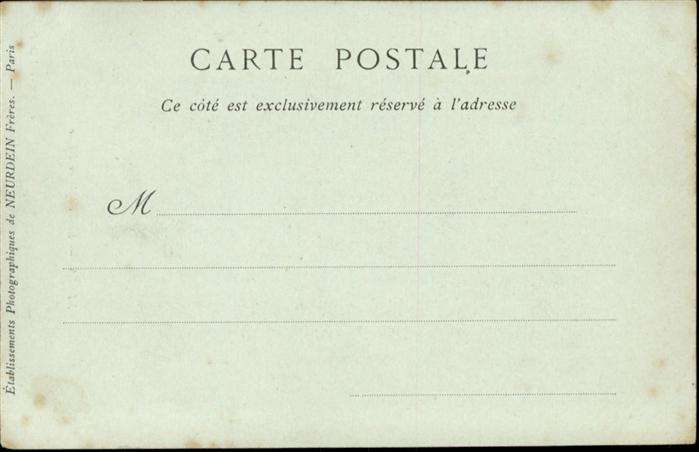 CARTE POSTALE
Ce côté est exclusivement réservé à l'adresse
M
Établissements Photographiques de NEURDEIN Frères. — Paris